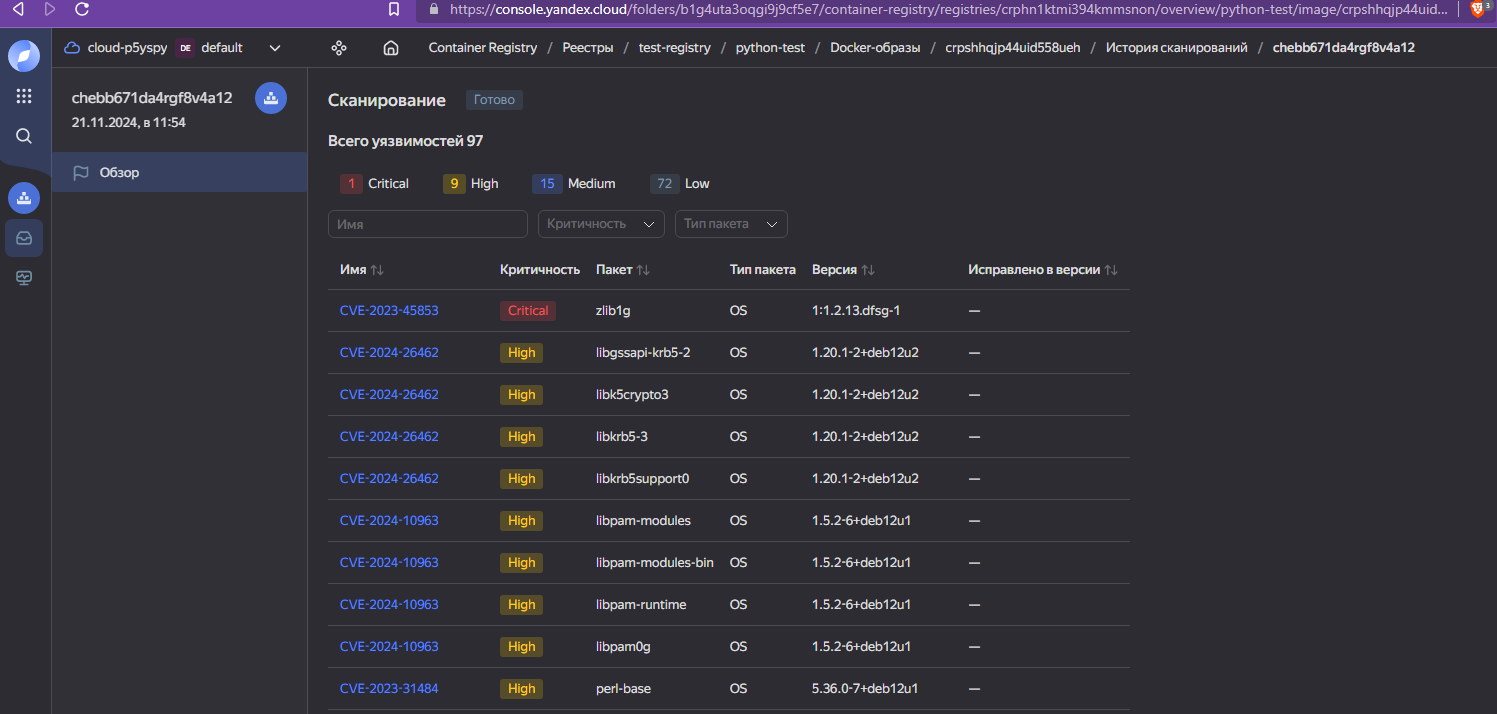 https://console.yandex.cloud/folders/b1g4uta3oqgi9j9cf5e7/container-registry/registries/crphn1ktmi394kmmsnon/overview/python-test/image/crpshhqjp44uid...
3
cloud-p5yspy DE default
Container Registry / Реестры / test-registry / python-test / Docker-образы / crpshhqjp44uid558ueh / История сканирований / chebb671da4rgf8v4a12
chebb671da4rgf8v4a12
21.11.2024, в 11:54
Обзор
Сканирование Готово
Всего уязвимостей 97
1 Critical 9 High 15 Medium 72 Low
Имя Критичность Тип пакета
Имя Критичность Пакет Тип пакета Версия Исправлено в версии
CVE-2023-45853 Critical zlib1g OS 1:1.2.13.dfsg-1 —
CVE-2024-26462 High libgssapi-krb5-2 OS 1.20.1-2+deb12u2 —
CVE-2024-26462 High libk5crypto3 OS 1.20.1-2+deb12u2 —
CVE-2024-26462 High libkrb5-3 OS 1.20.1-2+deb12u2 —
CVE-2024-26462 High libkrb5support0 OS 1.20.1-2+deb12u2 —
CVE-2024-10963 High libpam-modules OS 1.5.2-6+deb12u1 —
CVE-2024-10963 High libpam-modules-bin OS 1.5.2-6+deb12u1 —
CVE-2024-10963 High libpam-runtime OS 1.5.2-6+deb12u1 —
CVE-2024-10963 High libpam0g OS 1.5.2-6+deb12u1 —
CVE-2023-31484 High perl-base OS 5.36.0-7+deb12u1 —